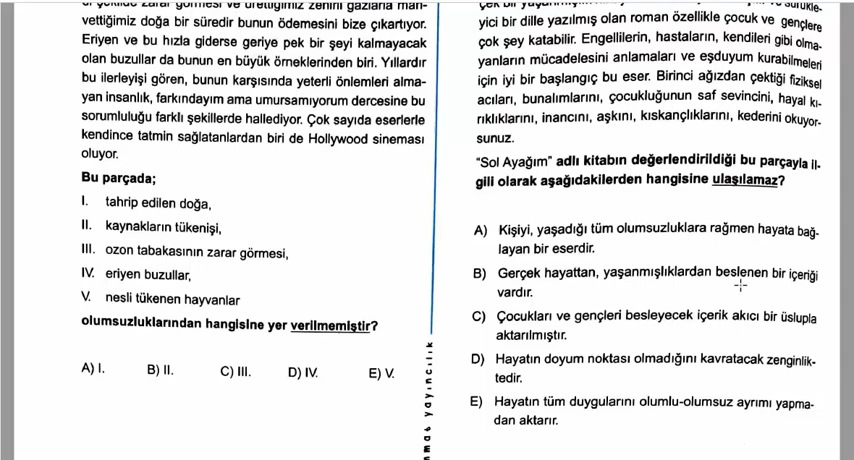 zarar görmesi ve ürettiğimiz zehirli gazlarla mah-
vettiğimiz doğa bir süredir bunun ödemesini bize çıkartıyor.
Eriyen ve bu hızla giderse geriye pek bir şeyi kalmayacak
olan buzullar da bunun en büyük örneklerinden biri. Yıllardır
bu ilerleyişi gören, bunun karşısında yeterli önlemleri alma-
yan insanlık, farkındayım ama umursamıyorum dercesine bu
sorumluluğu farklı şekillerde hallediyor. Çok sayıda eserlerle
kendince tatmin sağlatanlardan biri de Hollywood sineması
oluyor.
Bu parçada;
I. tahrip edilen doğa,
II. kaynakların tükenişi,
III. ozon tabakasının zarar görmesi,
IV. eriyen buzullar,
V. nesli tükenen hayvanlar
olumsuzluklarından hangisine yer verilmemiştir?
A) I. B) II. C) III. D) IV. E) V.
yayıncılık
yici bir dille yazılmış olan roman özellikle çocuk ve gençlere
çok şey katabilir. Engellilerin, hastaların, kendileri gibi olma-
yanların mücadelesini anlamaları ve eşduyum kurabilmeleri
için iyi bir başlangıç bu eser. Birinci ağızdan çektiği fiziksel
acıları, bunalımlarını, çocukluğunun saf sevincini, hayal kı-
rıklıklarını, inancını, aşkını, kıskançlıklarını, kederini okuyor-
sunuz.
"Sol Ayağım" adlı kitabın değerlendirildiği bu parçayla il-
gili olarak aşağıdakilerden hangisine ulaşılamaz?
A) Kişiyi, yaşadığı tüm olumsuzluklara rağmen hayata bağ-
layan bir eserdir.
B) Gerçek hayattan, yaşanmışlıklardan beslenen bir içeriği
vardır.
C) Çocukları ve gençleri besleyecek içerik akıcı bir üslupla
aktarılmıştır.
D) Hayatın doyum noktası olmadığını kavratacak zenginlik-
tedir.
E) Hayatın tüm duygularını olumlu-olumsuz ayrımı yapma-
dan aktarır.